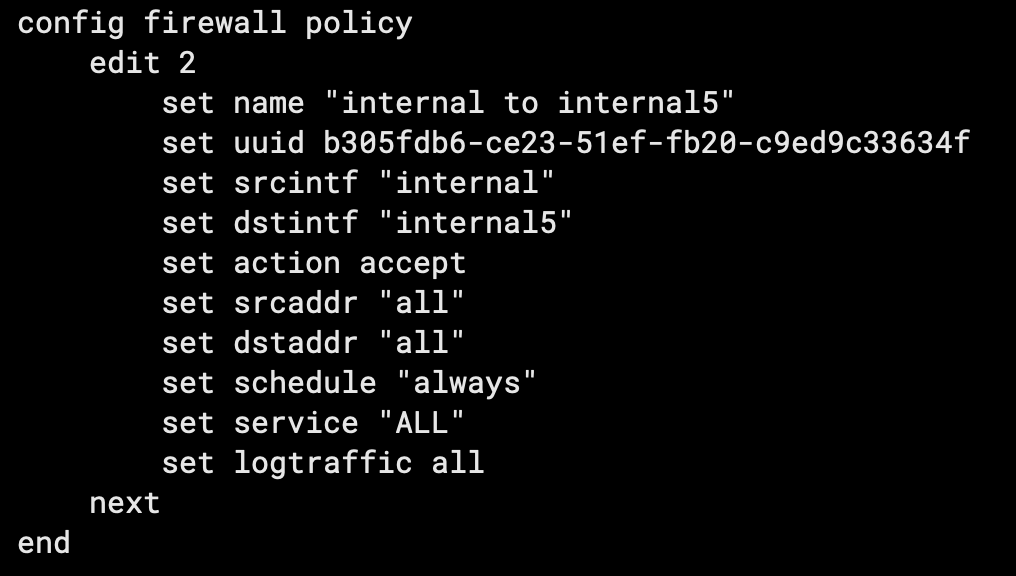 config firewall policy
edit 2
set name "internal to internal5"
set uuid b305fdb6-ce23-51ef-fb20-c9ed9c33634f
set srcintf "internal"
set dstintf "internal5"
set action accept
set srcaddr "all"
set dstaddr "all"
set schedule "always"
set service "ALL"
set logtraffic all
next
end